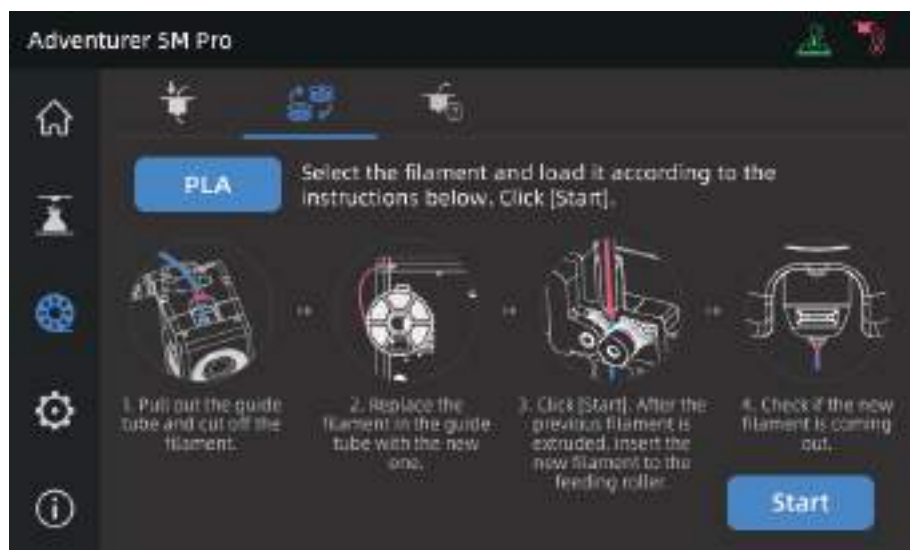 Adventurer 5M Pro
PLA
Select the filament and load it according to the
instructions below. Click [Start].
1. Pull out the guide
tube and cut off the
filament.
2. Replace the
filament in the guide
tube with the new
one.
3. Click [Start]. After the
previous filament is
extruded, insert the
new filament to the
feeding roller.
4. Check if the new
filament is coming
out.
Start